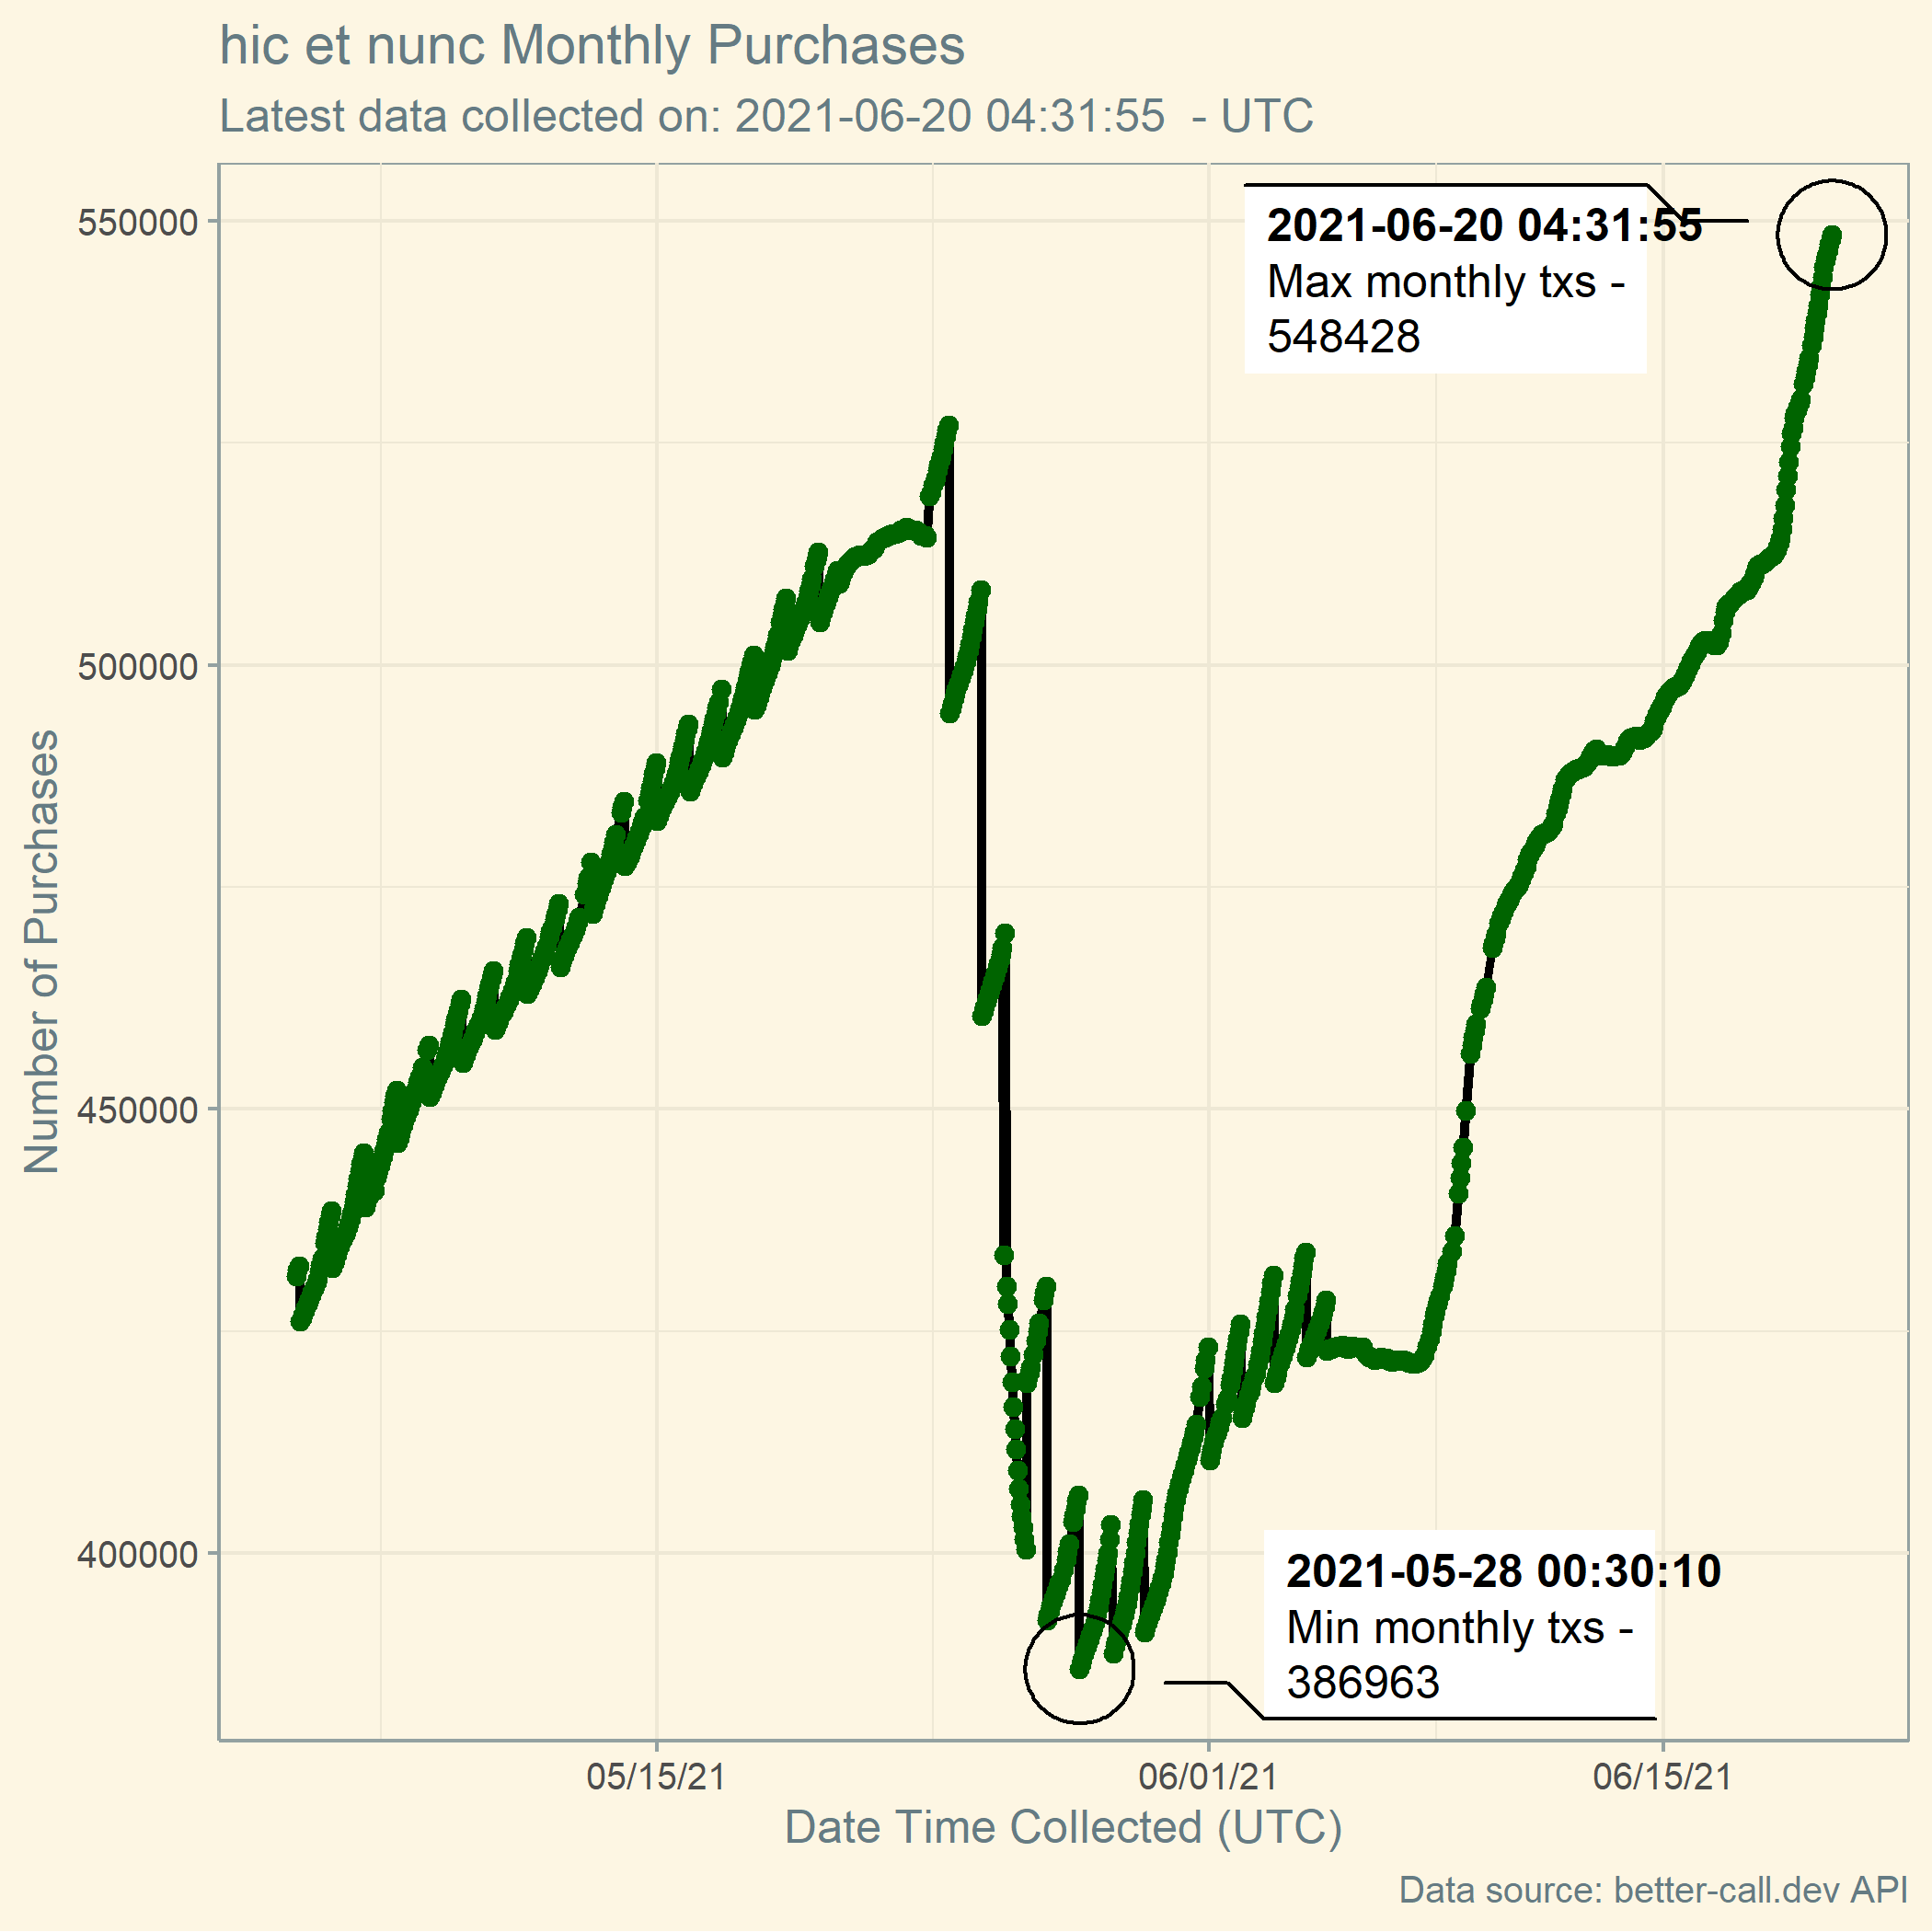 hic et nunc Monthly Purchases
Latest data collected on: 2021-06-20 04:31:55  - UTC
550000
500000
450000
400000
Number of Purchases
2021-06-20 04:31:55
Max monthly txs -
548428
2021-05-28 00:30:10
Min monthly txs -
386963
05/15/21
06/01/21
06/15/21
Date Time Collected (UTC)
Data source: better-call.dev API